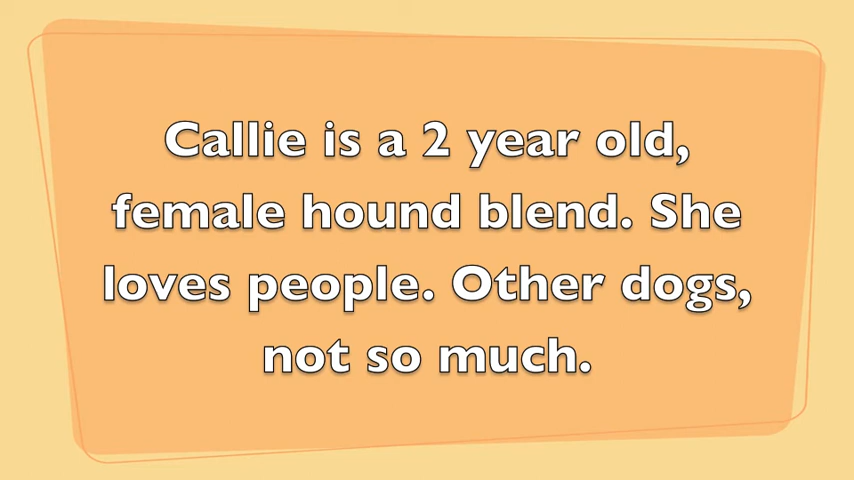 Callie is a 2 year old,
female hound blend. She
loves people. Other dogs,
not so much.